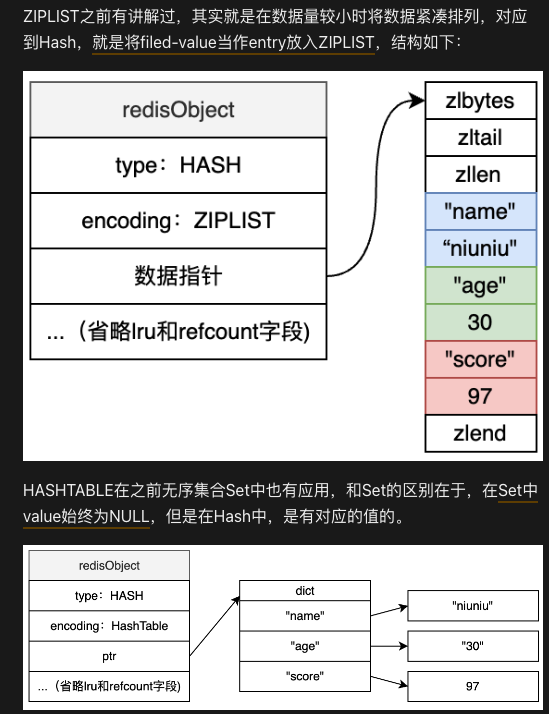 ZIPLIST之前有讲解过，其实就是在数据量较小时将数据紧凑排列，对应
到Hash，就是将filed-value当作entry放入ZIPLIST，结构如下：
redisObject
type：HASH
encoding：ZIPLIST
数据指针
...（省略lru和refcount字段)
zlbytes
zltail
zllen
"name"
“niuniu"
"age"
30
"score"
97
zlend
HASHTABLE在之前无序集合Set中也有应用，和Set的区别在于，在Set中
value始终为NULL，但是在Hash中，是有对应的值的。
redisObject
type：HASH
encoding：HashTable
ptr
...（省略lru和refcount字段)
dict
"name"
"age"
"score"
"niuniu"
"30"
97